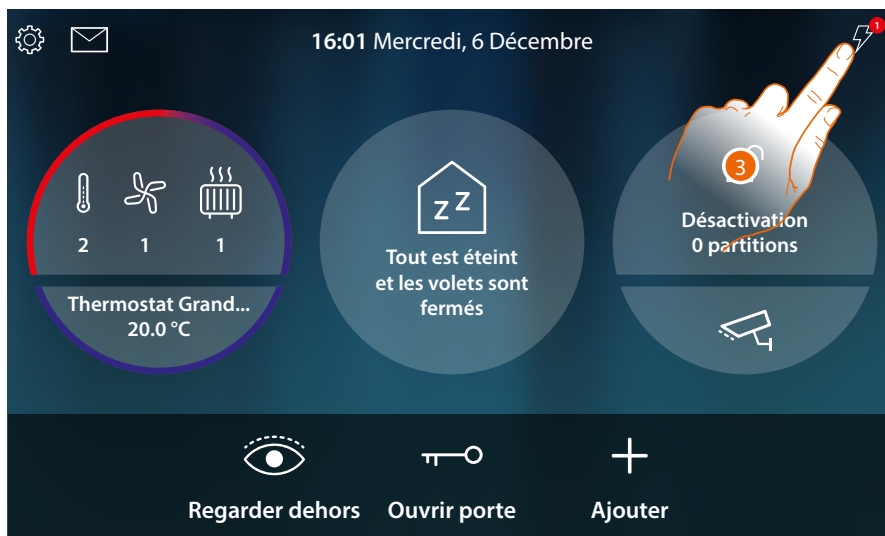 16:01 Mercredi, 6 Décembre
1
2 1 1
Thermostat Grand...
20.0 °C
z Z
Tout est éteint
et les volets sont
fermés
3
Désactivation
0 partitions
Regarder dehors
Ouvrir porte
Ajouter